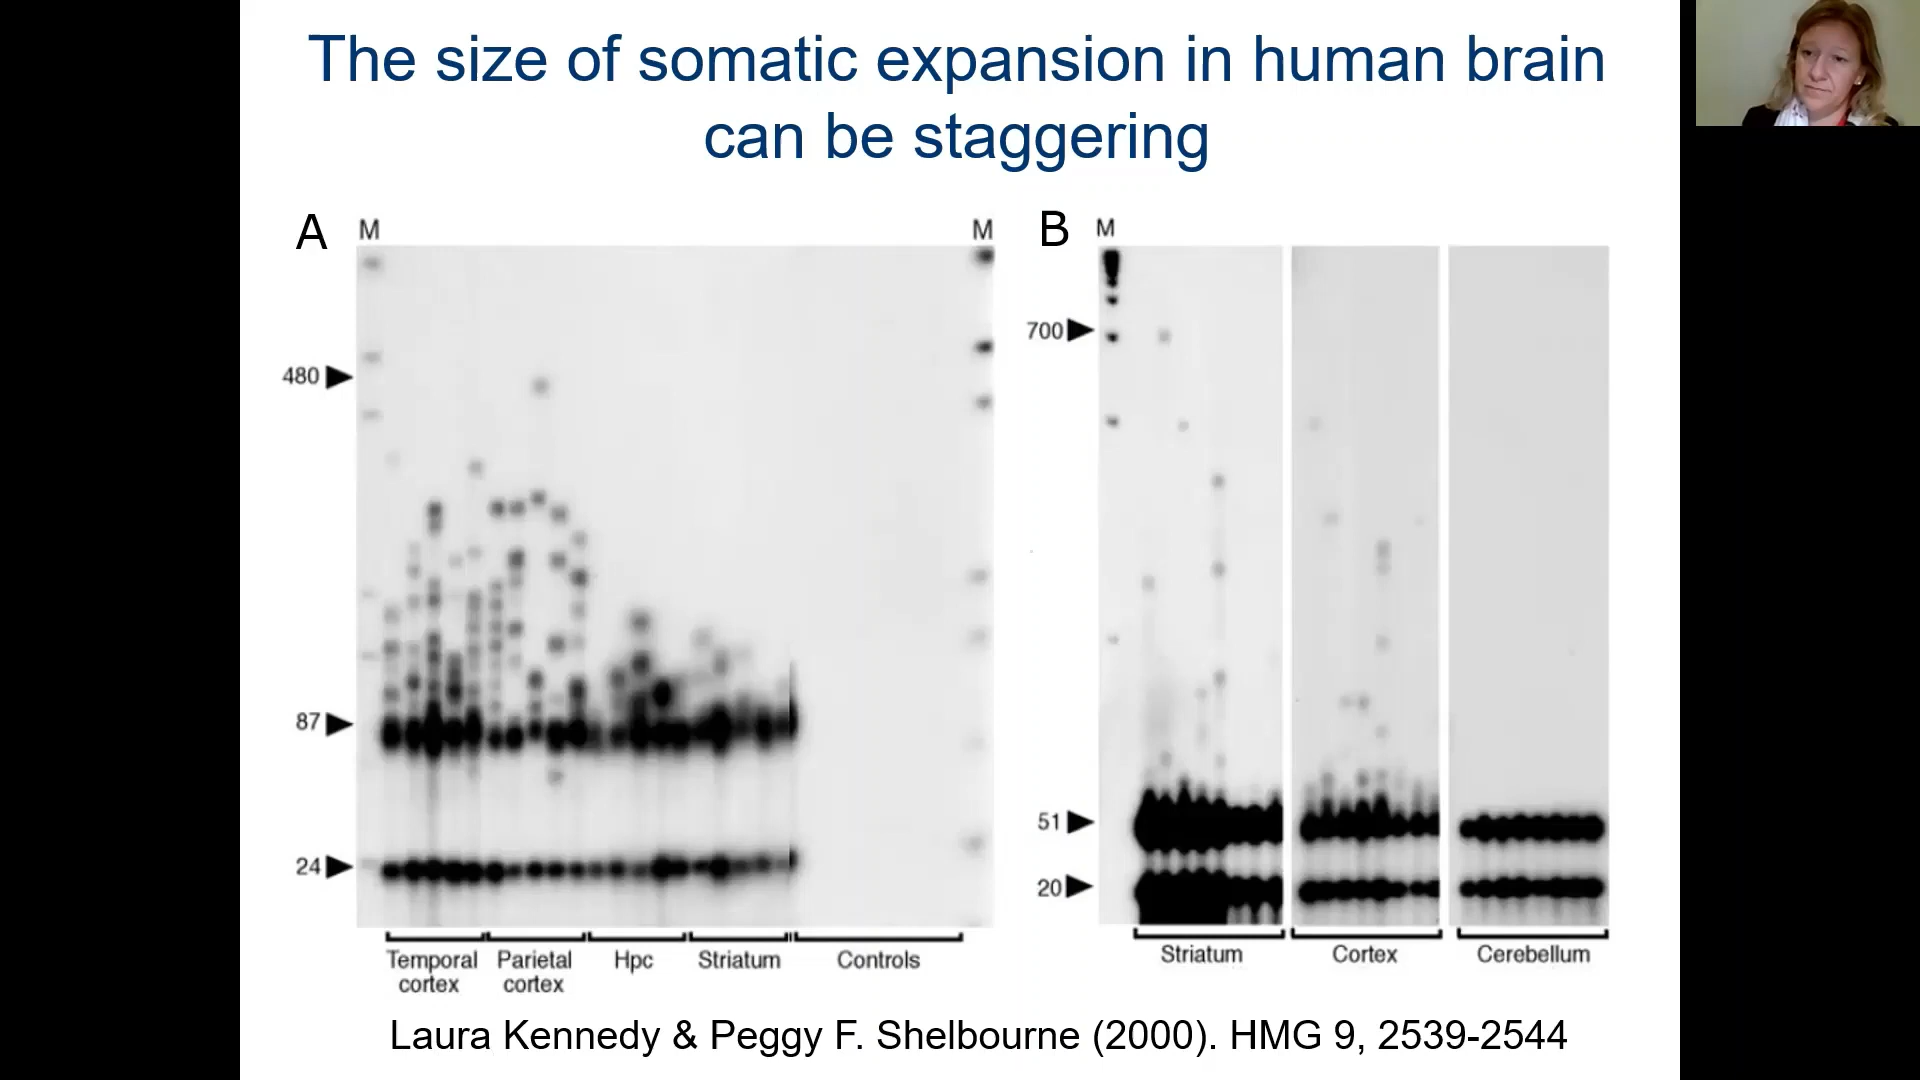 The size of somatic expansion in human brain
can be staggering
A
M
M
480
87
24
Temporal cortex
Parietal cortex
Hpc
Striatum
Controls
B
M
700
51
20
Striatum
Cortex
Cerebellum
Laura Kennedy & Peggy F. Shelbourne (2000). HMG 9, 2539-2544